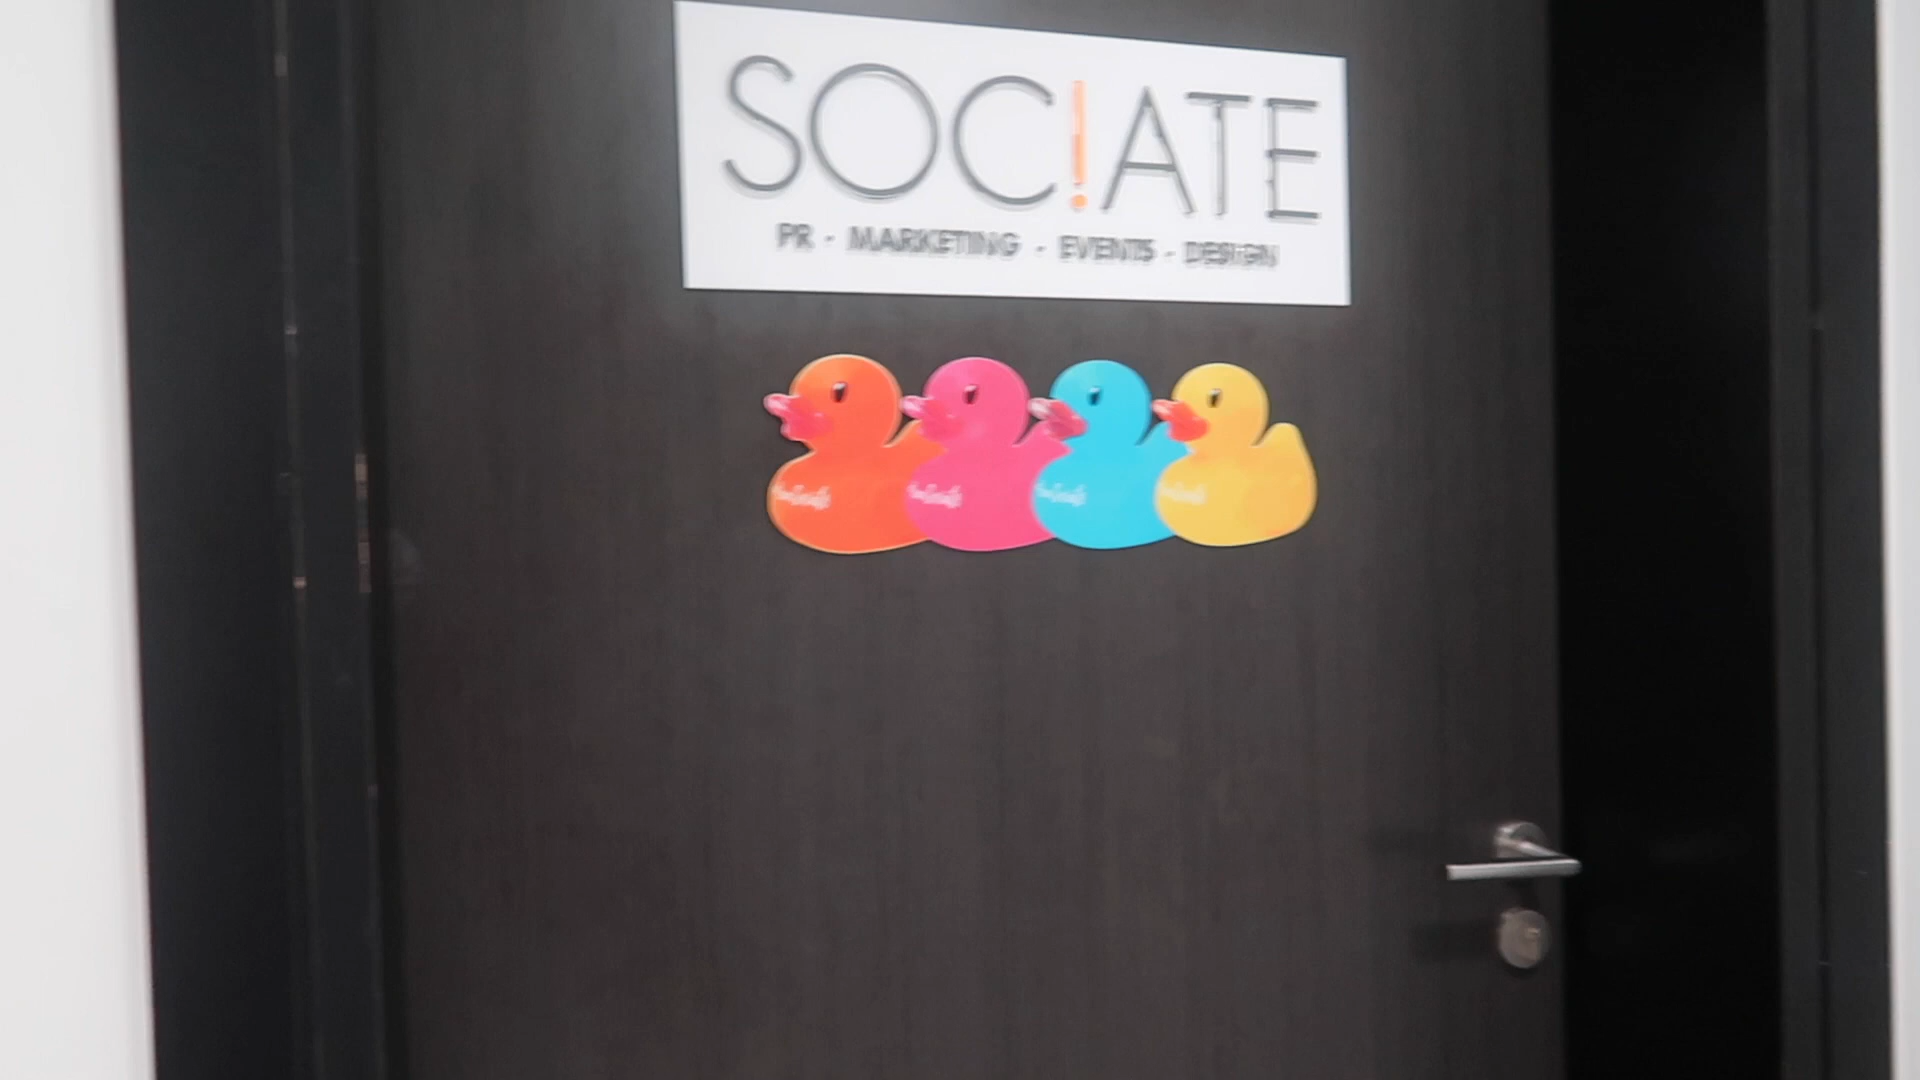 SOC!ATE
PR · MARKETING · EVENTS · DESIGN